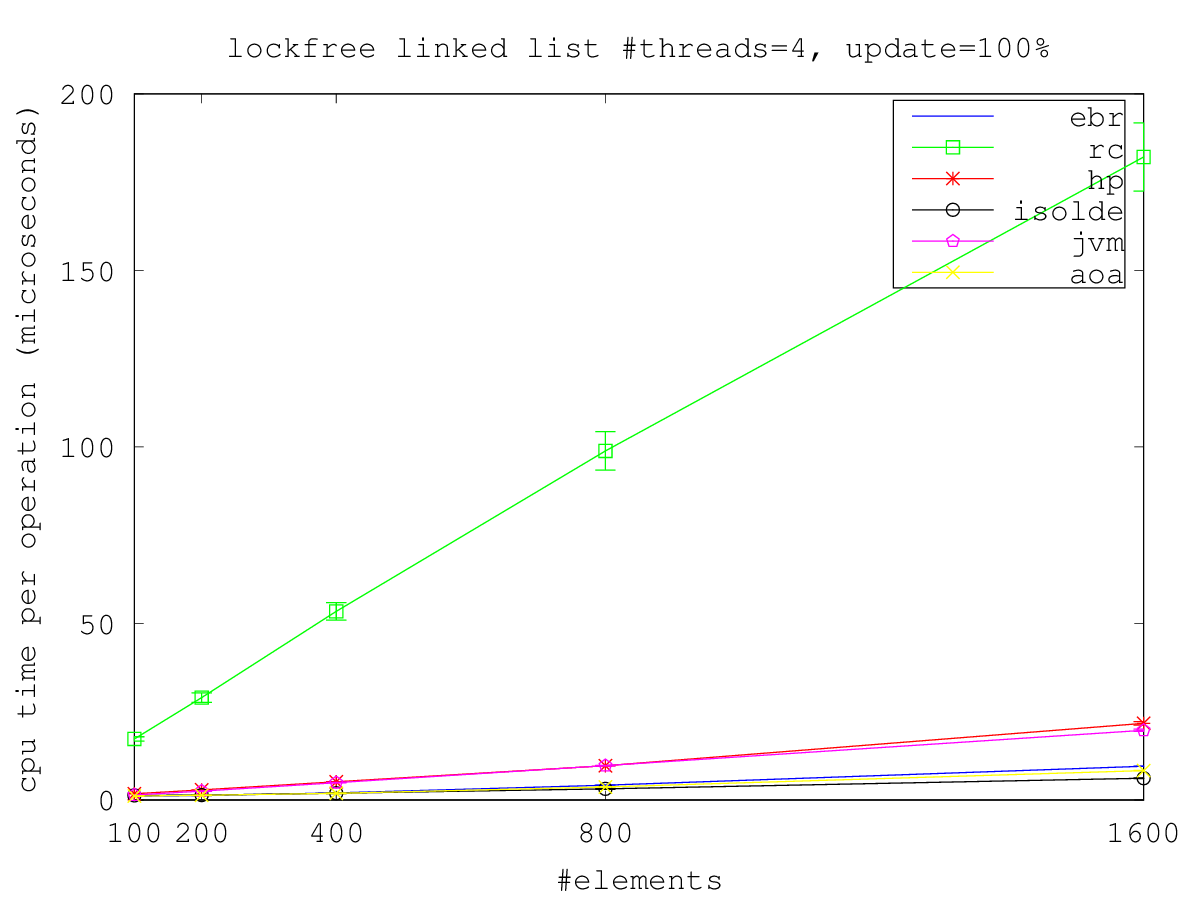 lockfree linked list #threads=4, update=100%
200
150
100
50
0
cpu time per operation (microseconds)
ebr
rc
hp
isolde
jvm
aoa
100 200 400 800 1600
#elements